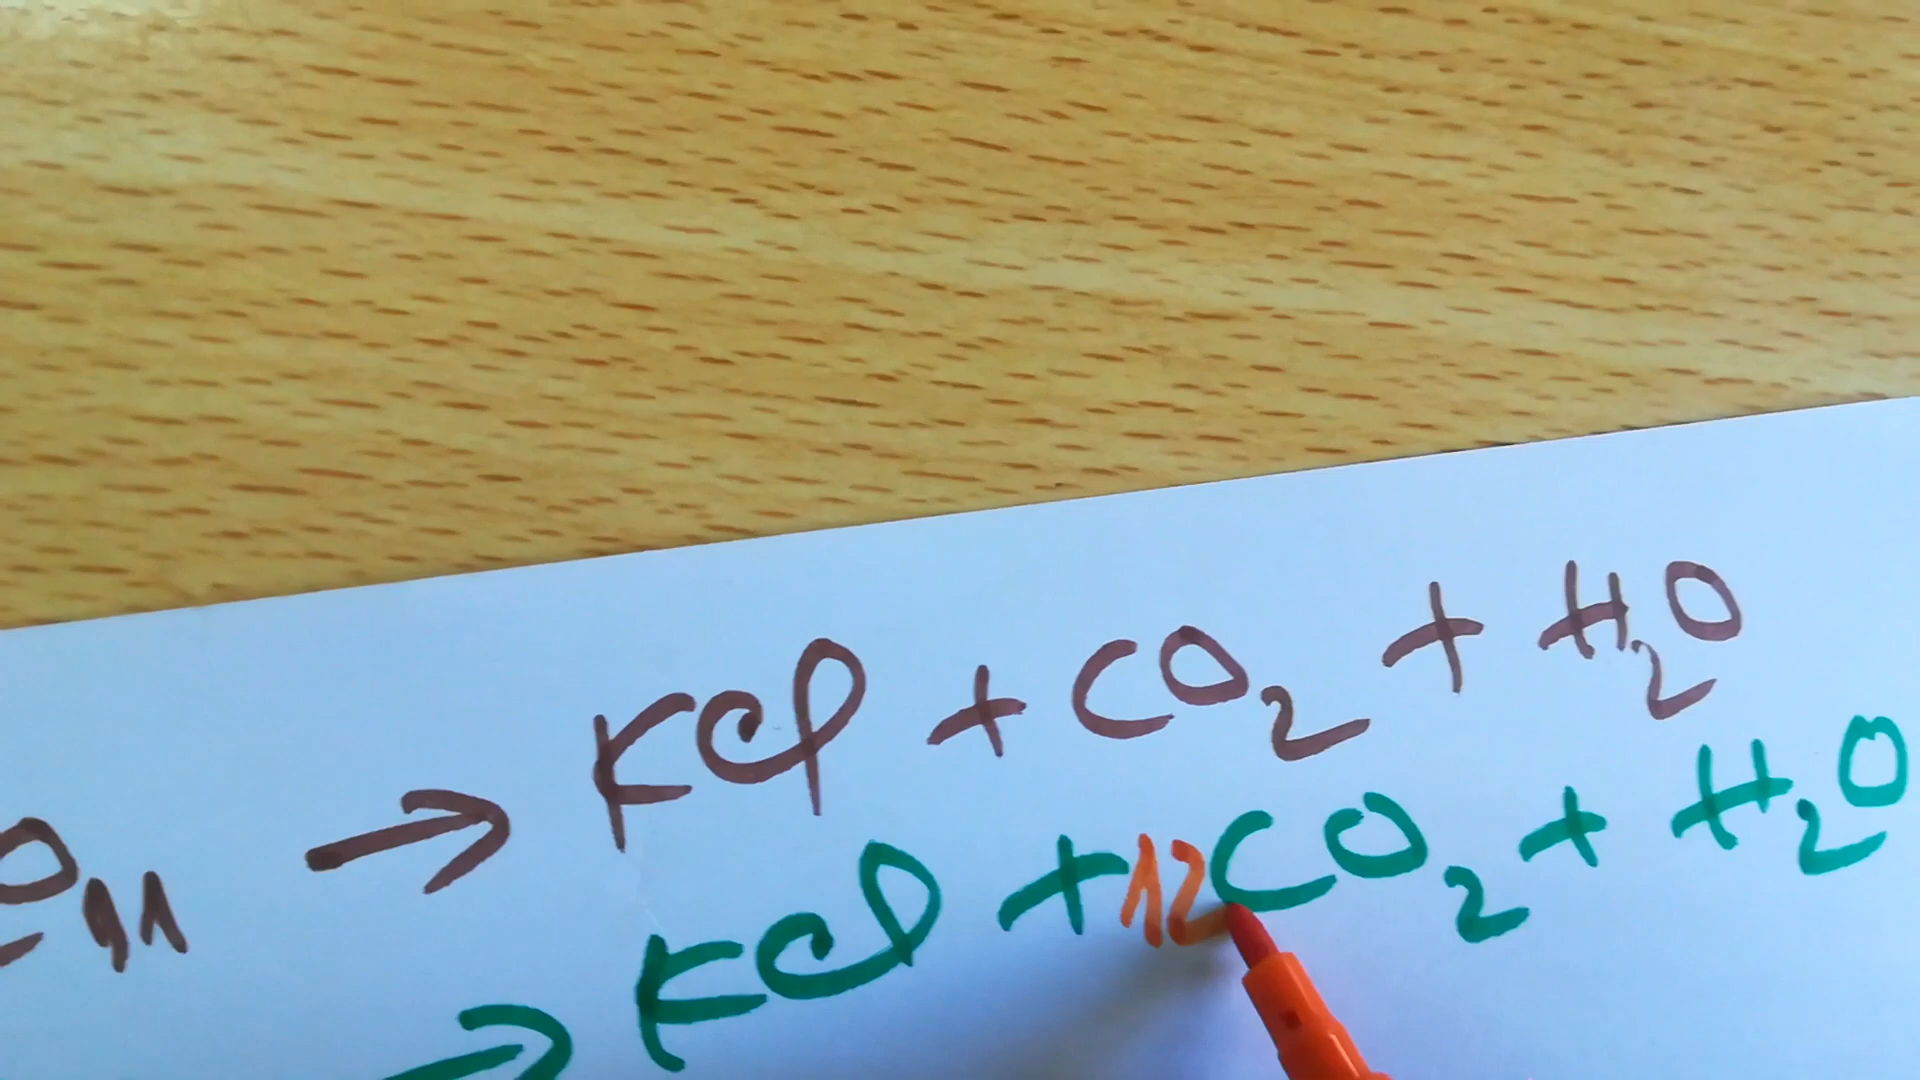 O₁₁ → KCl + CO₂ + H₂O
→ KCl + 12CO₂ + H₂O